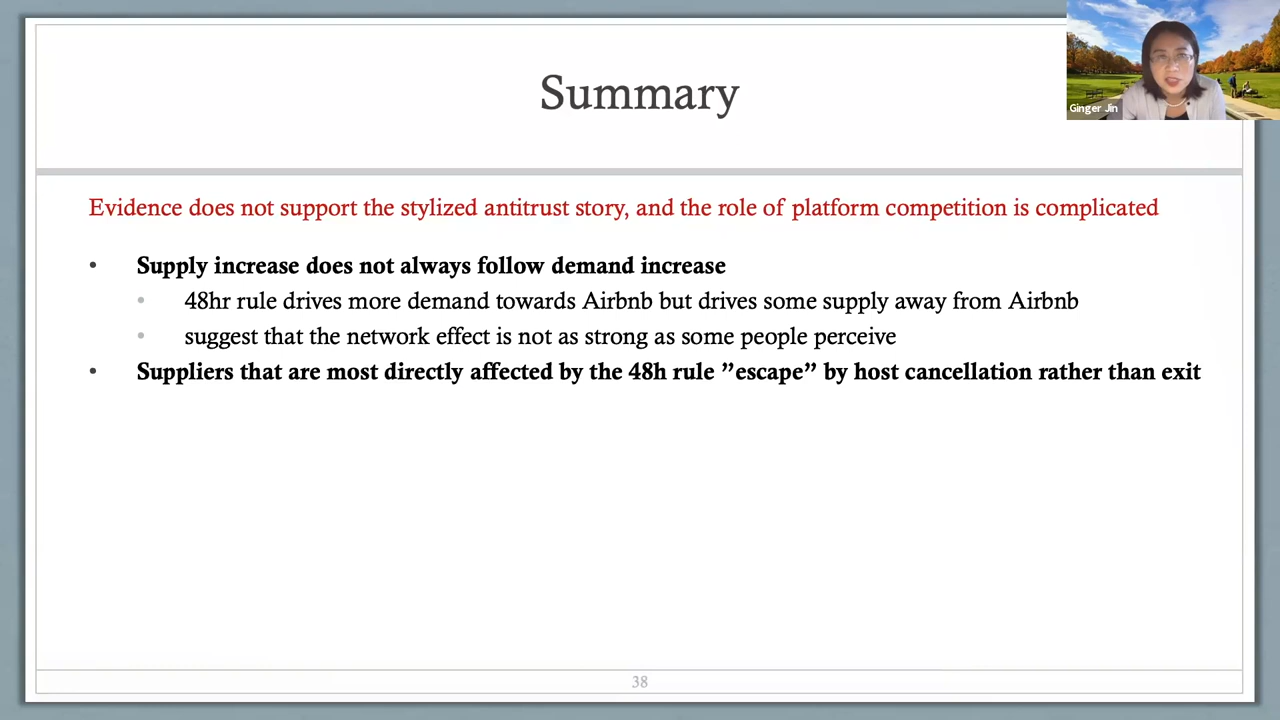 Summary
Ginger Jin
Evidence does not support the stylized antitrust story, and the role of platform competition is complicated
• Supply increase does not always follow demand increase
• 48hr rule drives more demand towards Airbnb but drives some supply away from Airbnb
• suggest that the network effect is not as strong as some people perceive
• Suppliers that are most directly affected by the 48h rule ”escape” by host cancellation rather than exit
38